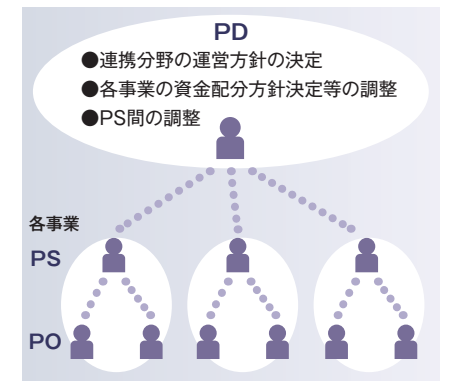 PD
●連携分野の運営方針の決定
●各事業の資金配分方針決定等の調整
●PS間の調整
各事業
PS
PO